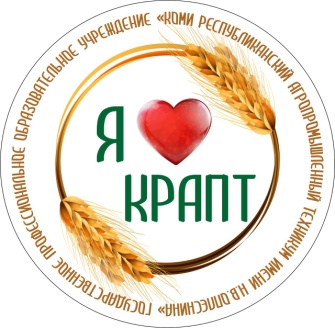 ГОСУДАРСТВЕННОЕ ПРОФЕССИОНАЛЬНОЕ ОБРАЗОВАТЕЛЬНОЕ УЧРЕЖДЕНИЕ «КОМИ РЕСПУБЛИКАНСКИЙ АГРОПРОМЫШЛЕННЫЙ ТЕХНИКУМ ИМЕНИ Н.В.ОПЛЕСНИНА»
Я
КРАПТ